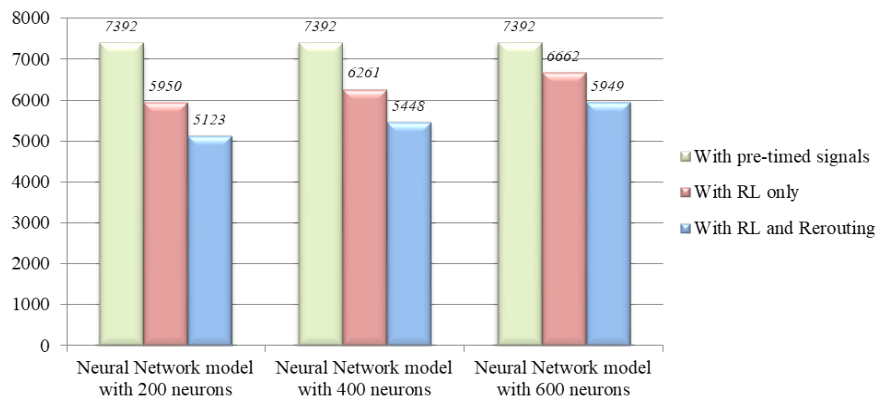 8000
7000
6000
5000
4000
3000
2000
1000
0
7392
5950
5123
7392
6261
5448
7392
6662
5949
Neural Network model
with 200 neurons
Neural Network model
with 400 neurons
Neural Network model
with 600 neurons
With pre-timed signals
With RL only
With RL and Rerouting